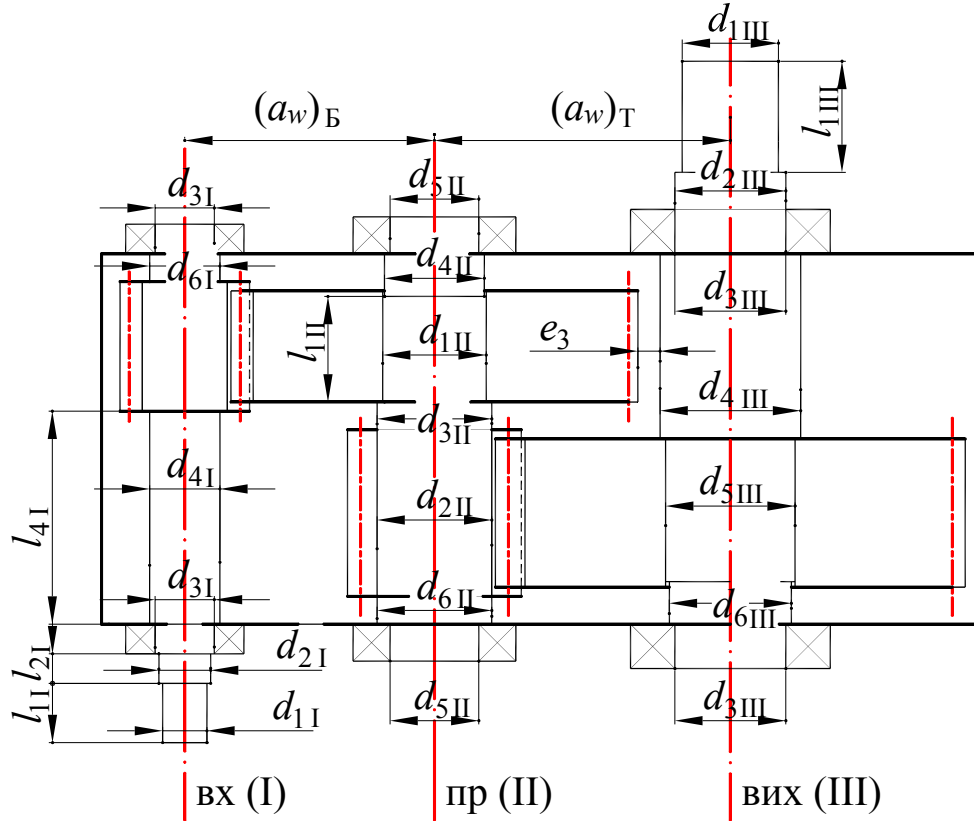 d1III
(aw)Б
(aw)Т
l1III
d3I
d5II
d2III
d6I
d4II
d3III
l1II
d1II
e3
d4III
d3II
d4I
d5III
l4I
d2II
d3I
d6II
d6III
l2I
d2I
l1I
d1I
d5II
d3III
вх (I)
пр (II)
вих (III)